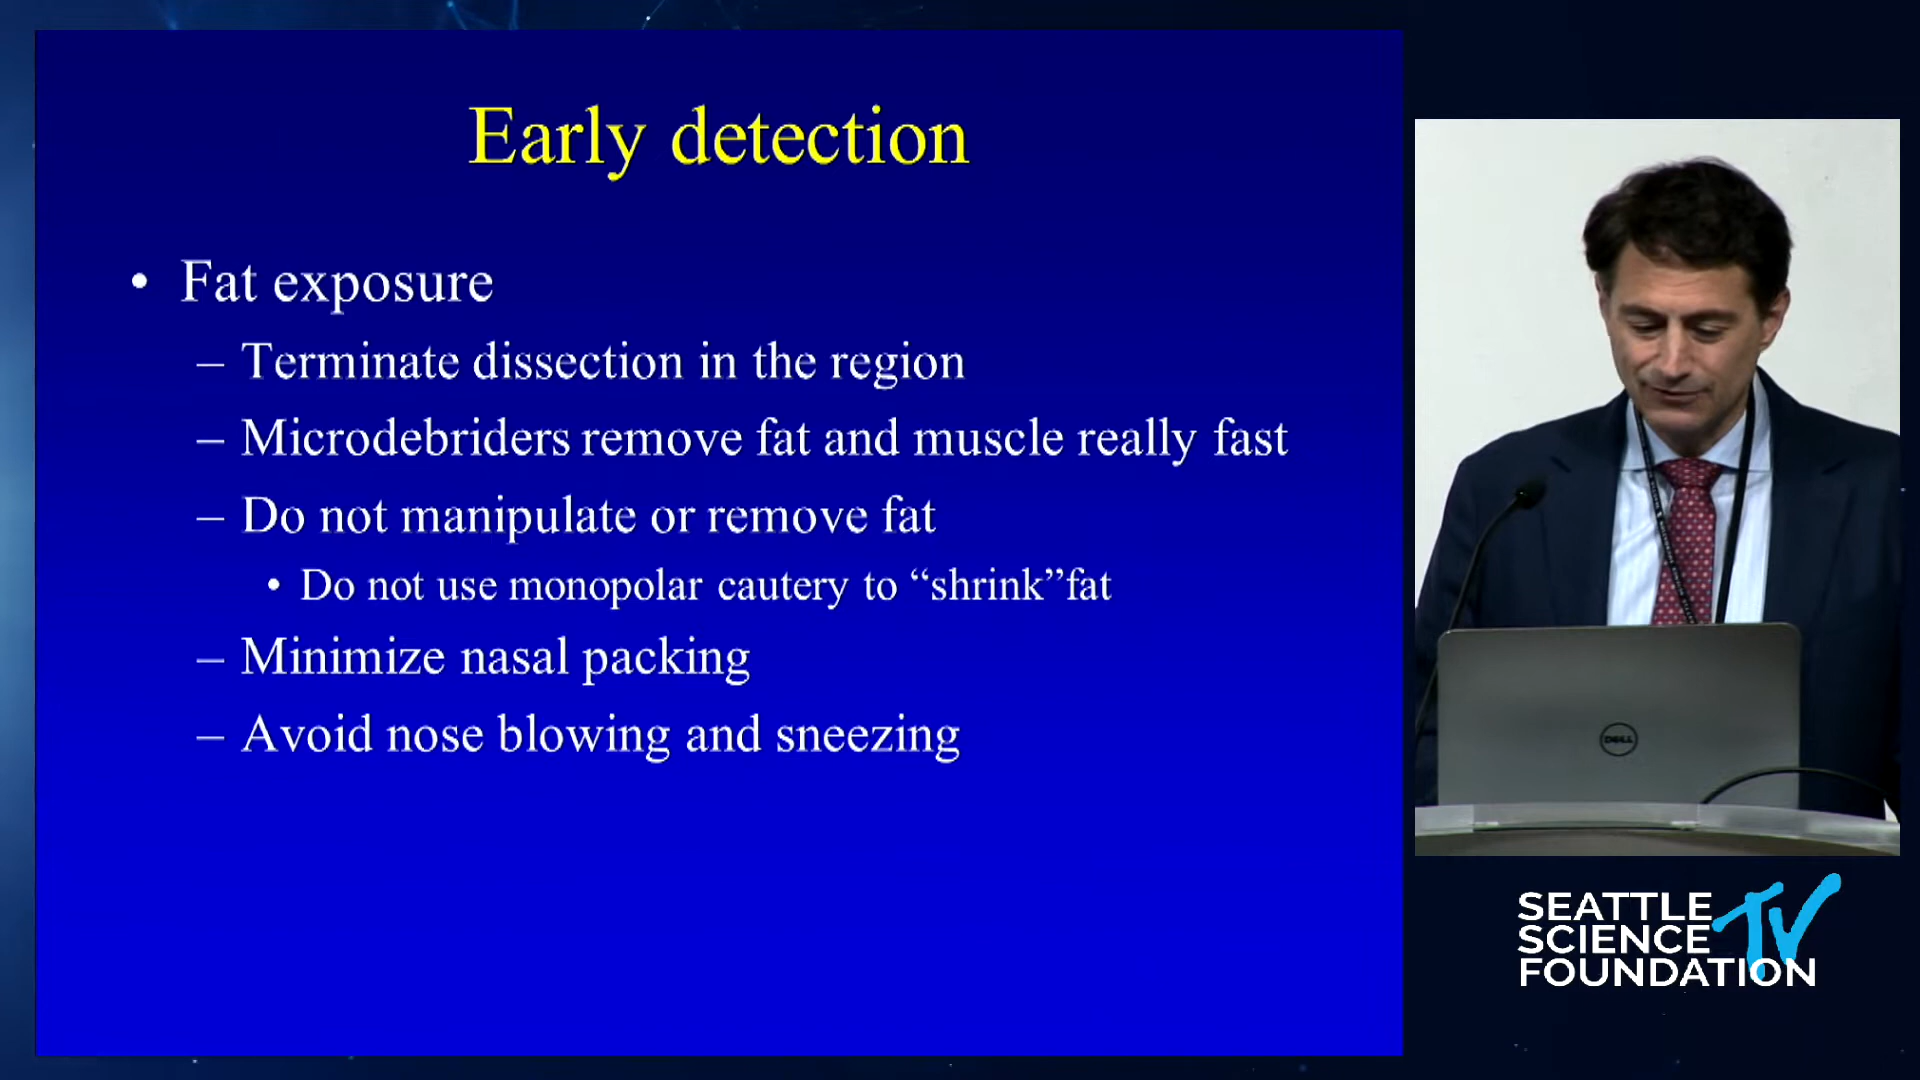 Early detection
• Fat exposure
– Terminate dissection in the region
– Microdebriders remove fat and muscle really fast
– Do not manipulate or remove fat
• Do not use monopolar cautery to “shrink”fat
– Minimize nasal packing
– Avoid nose blowing and sneezing
DELL
SEATTLE
SCIENCE
FOUNDATION
TV